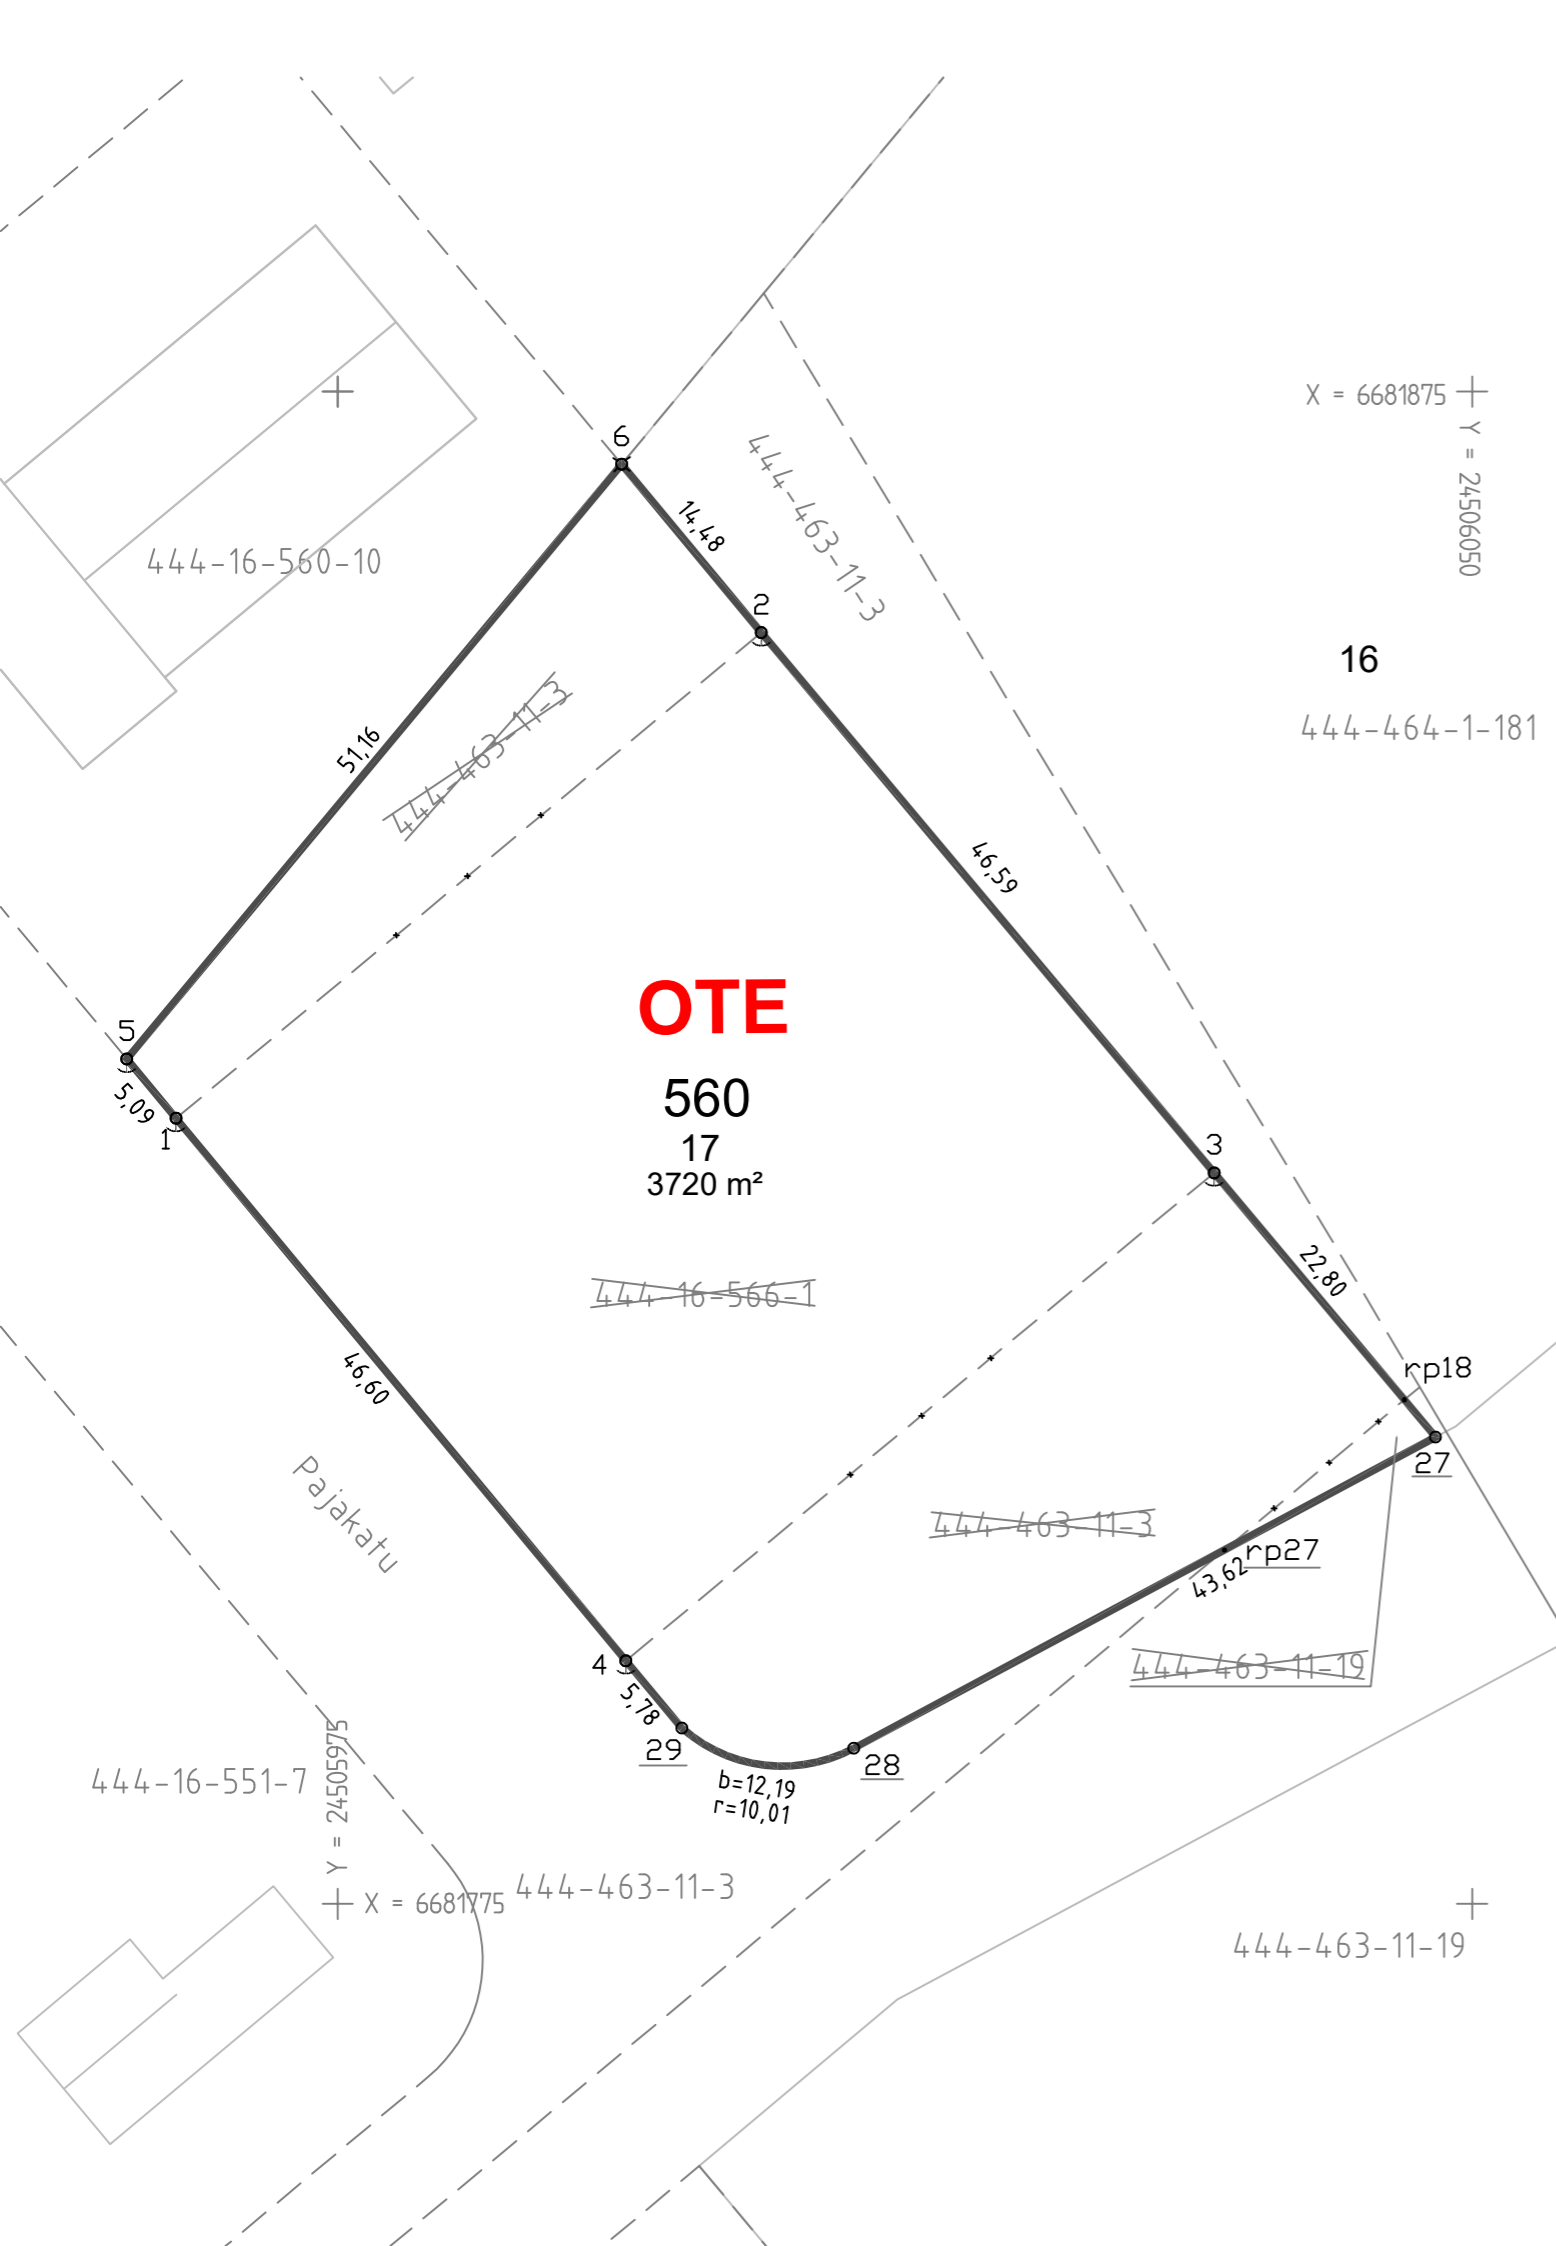 6
X = 6681875
Y = 24506050
444-463-11-3
14,48
444-16-560-10
2
16
444-464-1-181
444-463-11-3
51,16
46,59
OTE
5
560
5,09
1
17
3
3720 m²
22,80
444-16-566-1
46,60
rp18
27
Pajakatu
444-463-11-3
rp27
43,62
4
444-463-11-19
5,78
29
28
b=12,19
r=10,01
444-16-551-7
Y = 24505975
X = 6681775
444-463-11-3
444-463-11-19